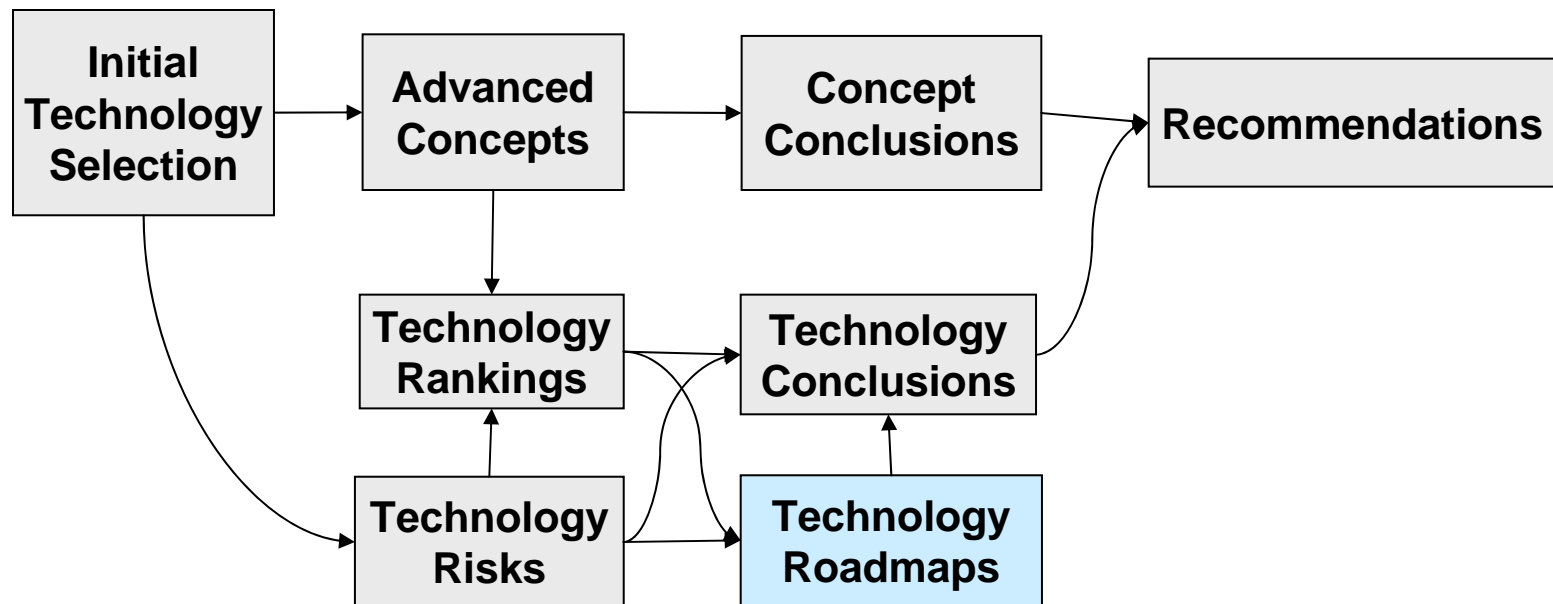 Initial
Technology
Selection
Advanced
Concepts
Concept
Conclusions
Recommendations
Technology
Rankings
Technology
Conclusions
Technology
Risks
Technology
Roadmaps